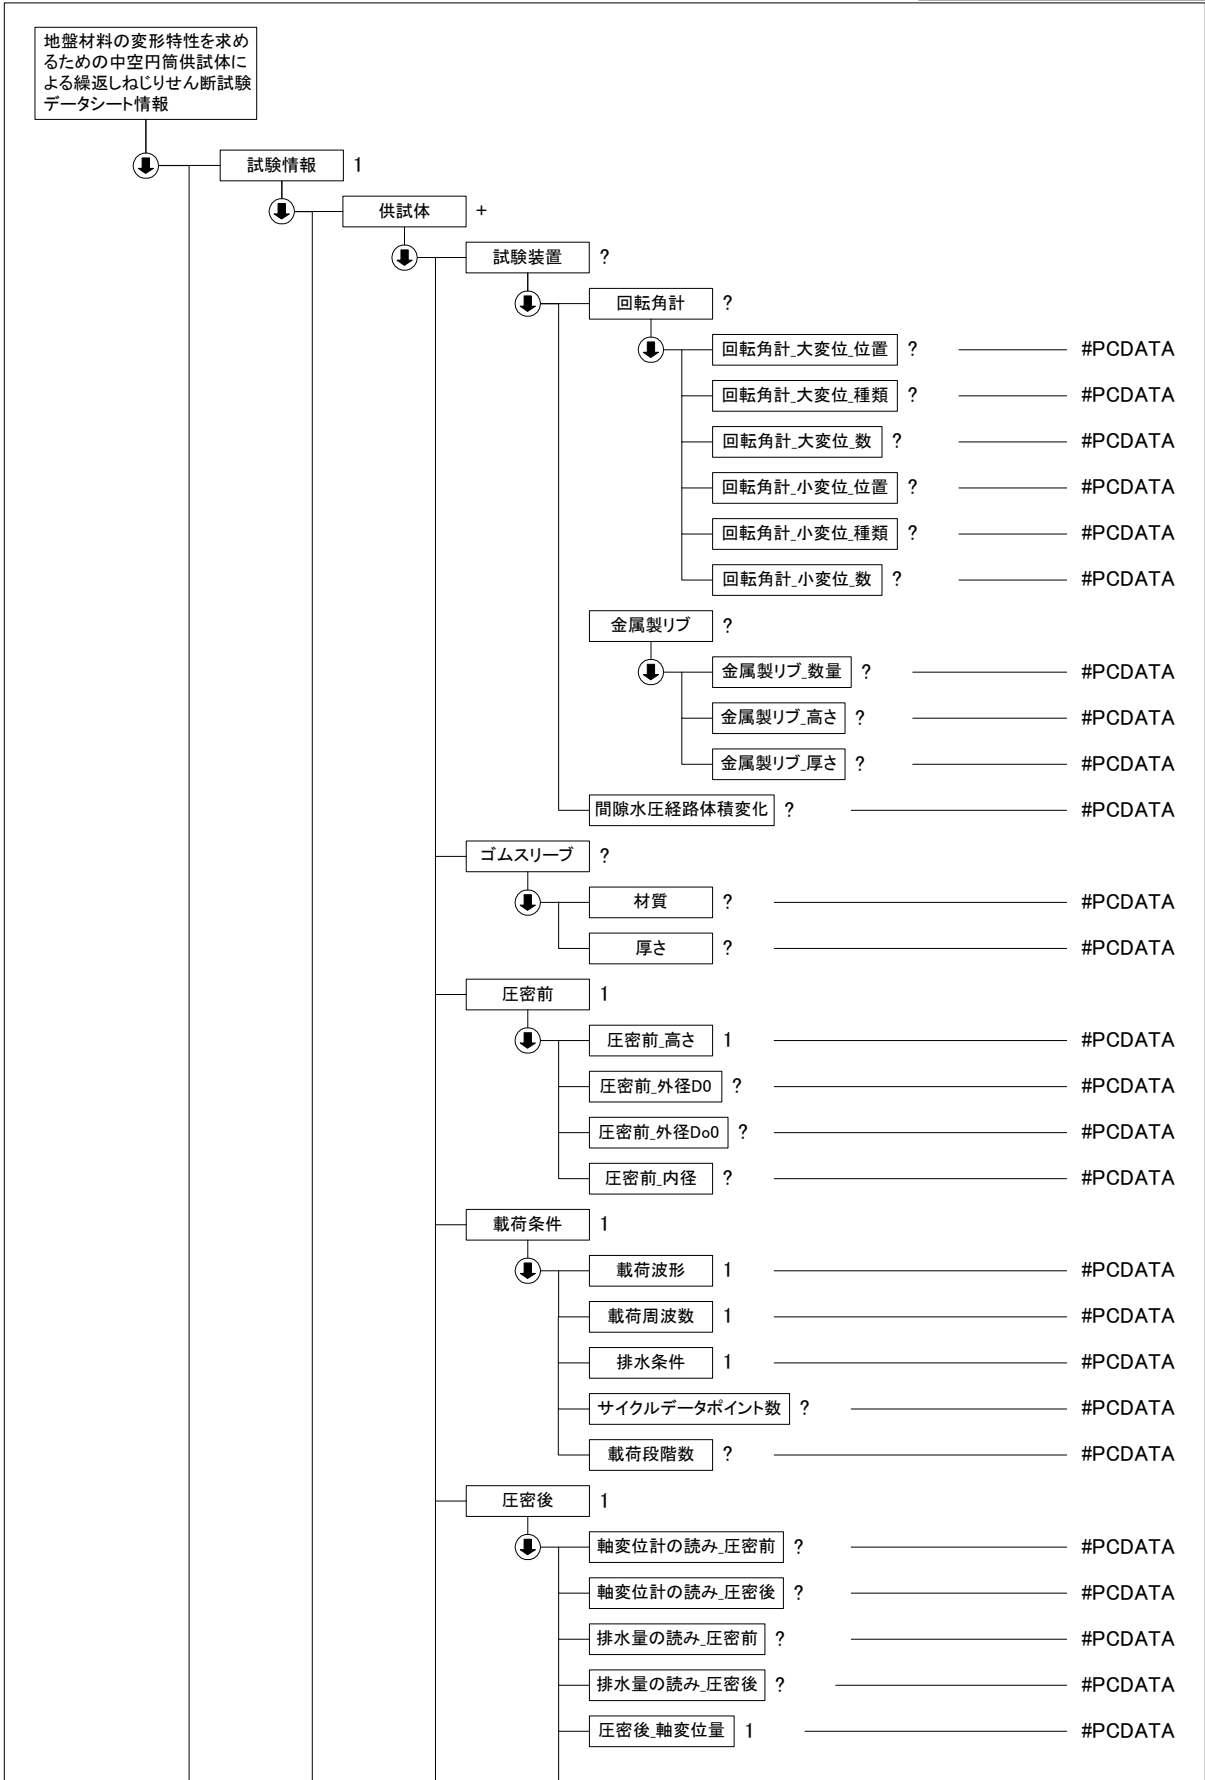 地盤材料の変形特性を求め
るための中空円筒供試体に
よる繰返しねじりせん断試験
データシート情報
試験情報 1
供試体 +
試験装置 ?
回転角計 ?
回転角計_大変位_位置 ? #PCDATA
回転角計_大変位_種類 ? #PCDATA
回転角計_大変位_数 ? #PCDATA
回転角計_小変位_位置 ? #PCDATA
回転角計_小変位_種類 ? #PCDATA
回転角計_小変位_数 ? #PCDATA
金属製リブ ?
金属製リブ_数量 ? #PCDATA
金属製リブ_高さ ? #PCDATA
金属製リブ_厚さ ? #PCDATA
間隙水圧経路体積変化 ? #PCDATA
ゴムスリーブ ?
材質 ? #PCDATA
厚さ ? #PCDATA
圧密前 1
圧密前_高さ 1 #PCDATA
圧密前_外径D0 ? #PCDATA
圧密前_外径Do0 ? #PCDATA
圧密前_内径 ? #PCDATA
載荷条件 1
載荷波形 1 #PCDATA
載荷周波数 1 #PCDATA
排水条件 1 #PCDATA
サイクルデータポイント数 ? #PCDATA
載荷段階数 ? #PCDATA
圧密後 1
軸変位計の読み_圧密前 ? #PCDATA
軸変位計の読み_圧密後 ? #PCDATA
排水量の読み_圧密前 ? #PCDATA
排水量の読み_圧密後 ? #PCDATA
圧密後_軸変位量 1 #PCDATA